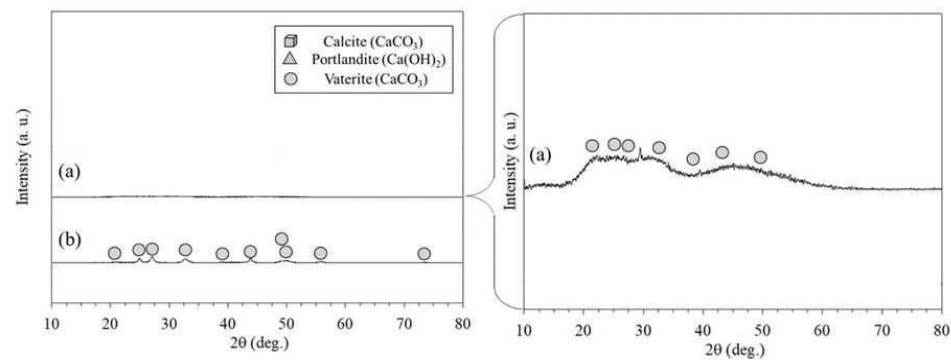 Calcite (CaCO3)
Portlandite (Ca(OH)2)
Vaterite (CaCO3)
(a)
(b)
Intensity (a. u.)
10 20 30 40 50 60 70 80
2θ (deg.)
(a)
Intensity (a. u.)
10 20 30 40 50 60 70 80
2θ (deg.)